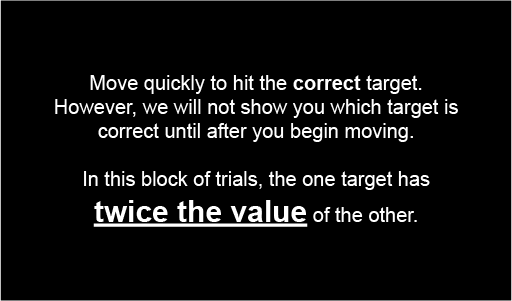 Move quickly to hit the correct target.
However, we will not show you which target is
correct until after you begin moving.
In this block of trials, the one target has
twice the value of the other.